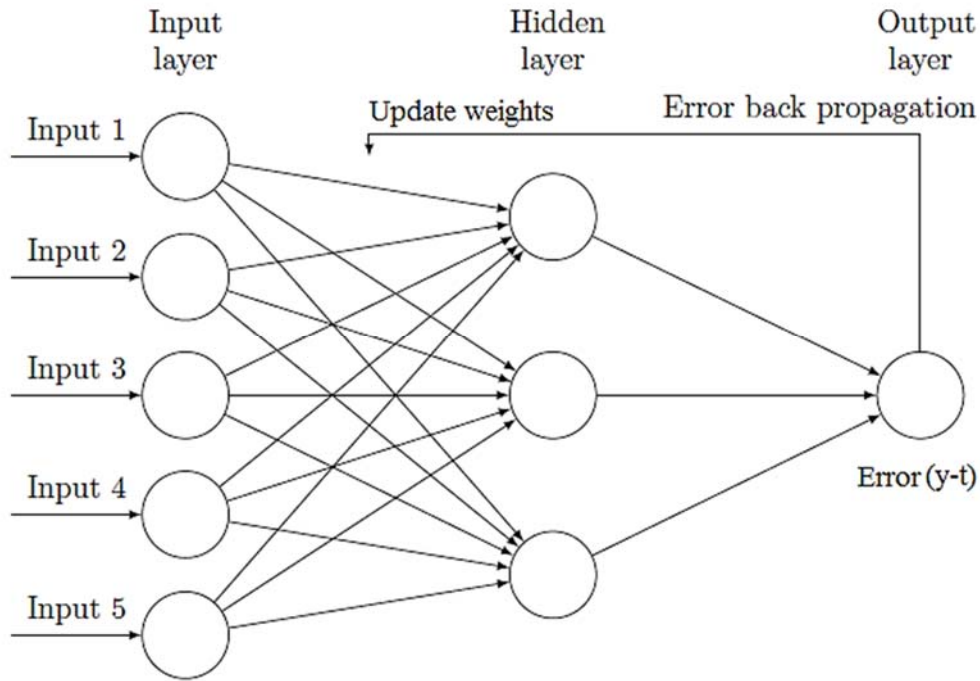 Input
layer
Hidden
layer
Output
layer
Update weights
Error back propagation
Input 1
Input 2
Input 3
Input 4
Input 5
Error (y-t)